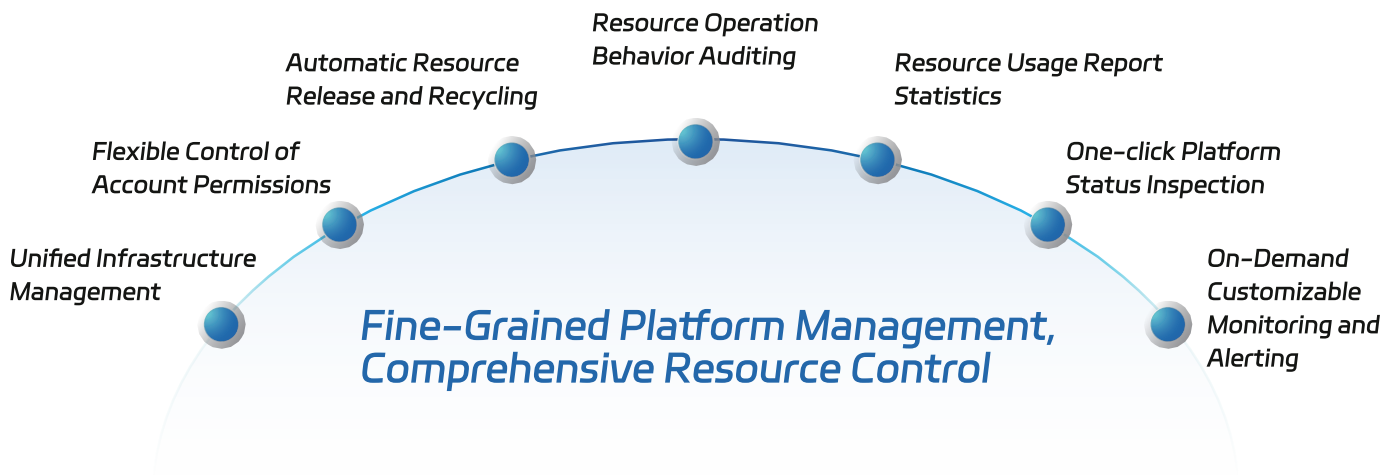 Resource Operation
Behavior Auditing
Automatic Resource
Release and Recycling
Resource Usage Report
Statistics
Flexible Control of
Account Permissions
One-click Platform
Status Inspection
Unified Infrastructure
Management
On-Demand
Customizable
Monitoring and
Alerting
Fine-Grained Platform Management,
Comprehensive Resource Control